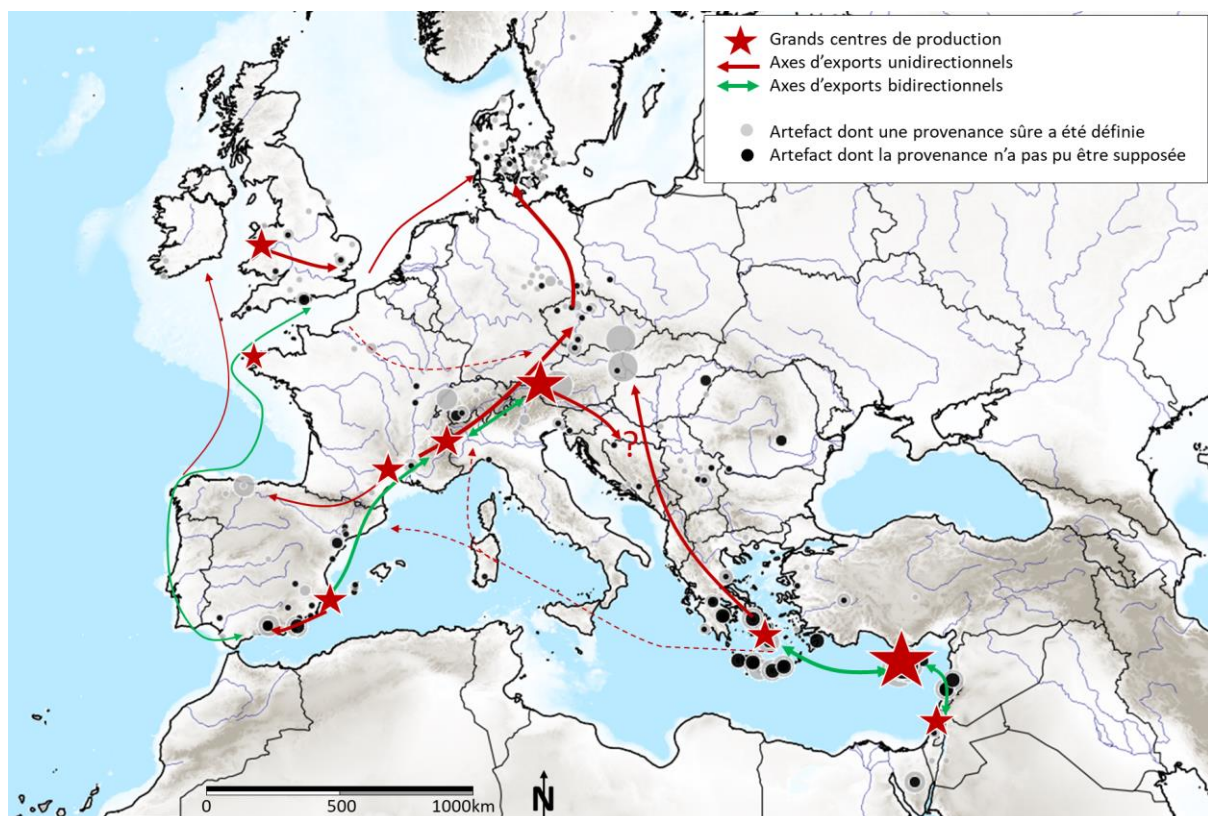 Grands centres de production
Axes d'exports unidirectionnels
Axes d'exports bidirectionnels
Artefact dont une provenance sûre a été définie
Artefact dont la provenance n'a pas pu être supposée
?
0 500 1000km
N